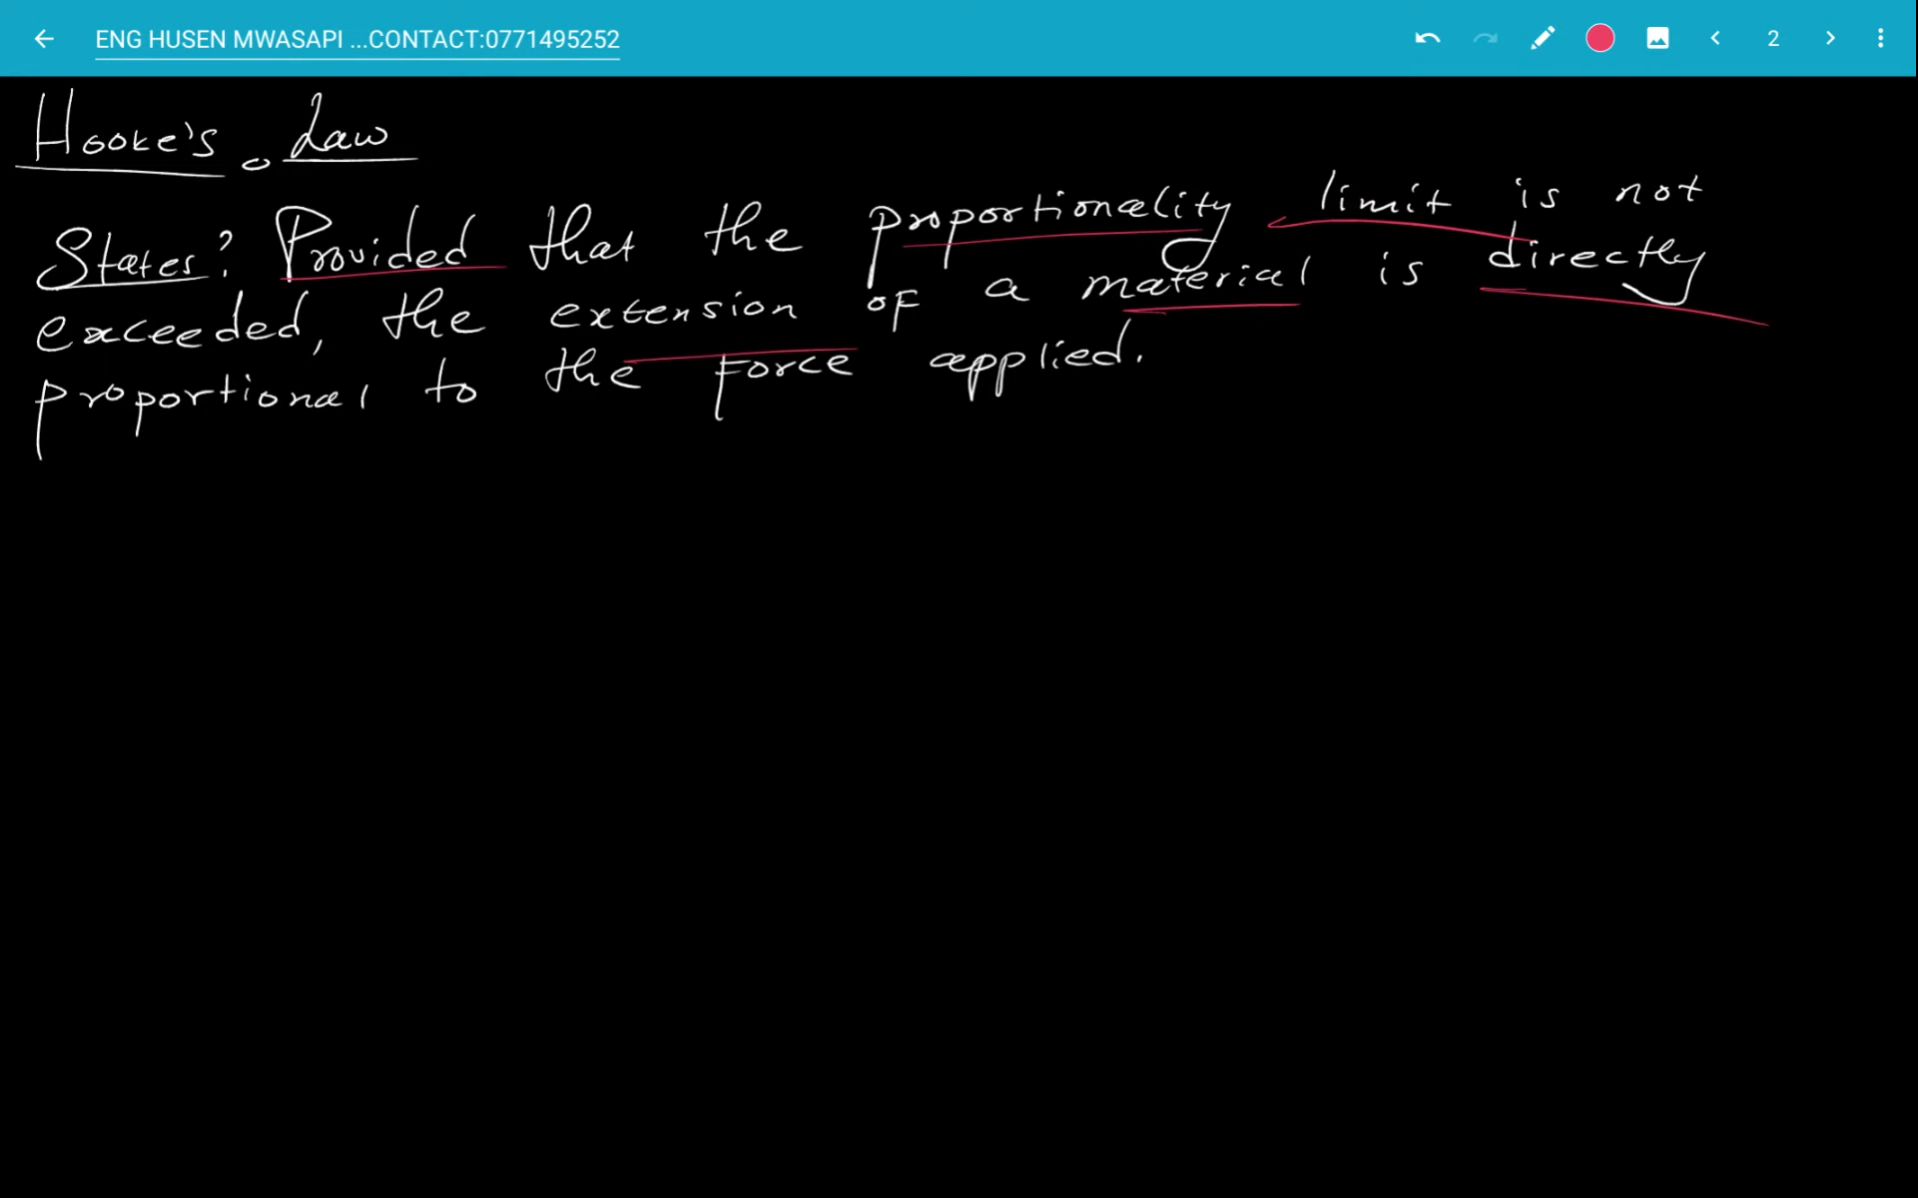 ENG HUSEN MWASAPI ...CONTACT:0771495252
2
Hooke's Law
States: Provided that the proportionality limit is not
exceeded, the extension of a material is directly
proportional to the force applied.